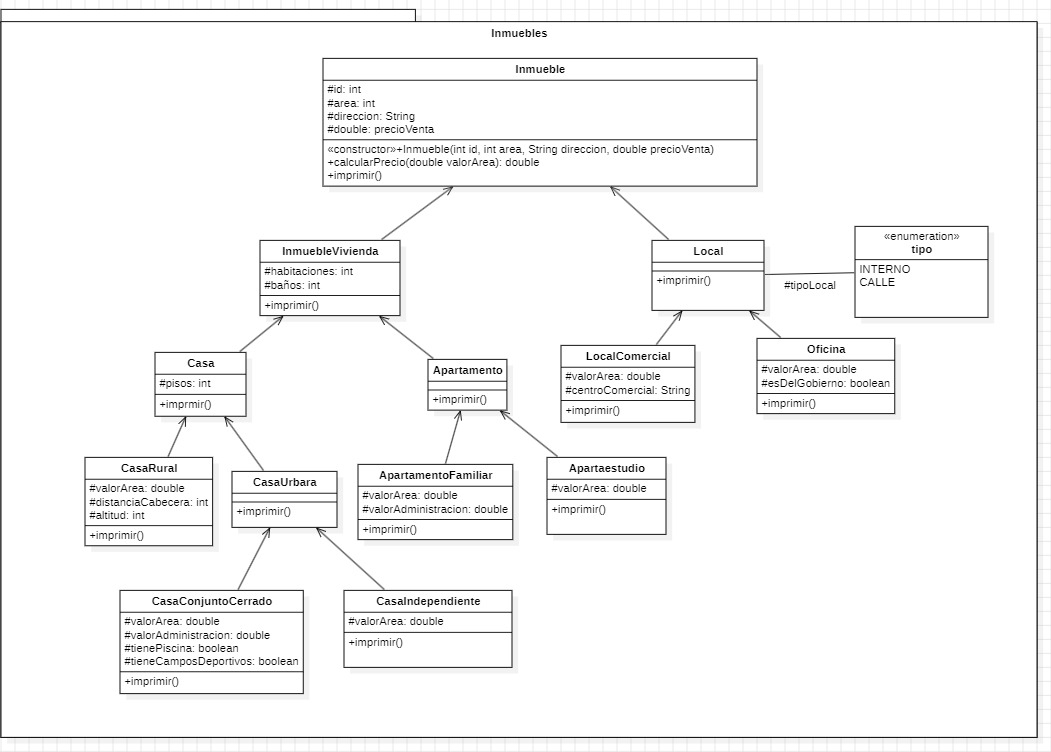 Inmuebles
Inmueble
#id: int
#area: int
#direccion: String
#double: precioVenta
«constructor»+Inmueble(int id, int area, String direccion, double precioVenta)
+calcularPrecio(double valorArea): double
+imprimir()
InmuebleVivienda
#habitaciones: int
#baños: int
+imprimir()
Local
+imprimir()
#tipoLocal
«enumeration»
tipo
INTERNO
CALLE
Casa
#pisos: int
+imprmir()
Apartamento
+imprimir()
LocalComercial
#valorArea: double
#centroComercial: String
+imprimir()
Oficina
#valorArea: double
#esDelGobierno: boolean
+imprimir()
CasaRural
#valorArea: double
#distanciaCabecera: int
#altitud: int
+imprimir()
CasaUrbara
+imprimir()
ApartamentoFamiliar
#valorArea: double
#valorAdministracion: double
+imprimir()
Apartaestudio
#valorArea: double
+imprimir()
CasaConjuntoCerrado
#valorArea: double
#valorAdministracion: double
#tienePiscina: boolean
#tieneCamposDeportivos: boolean
+imprimir()
CasaIndependiente
#valorArea: double
+imprimir()